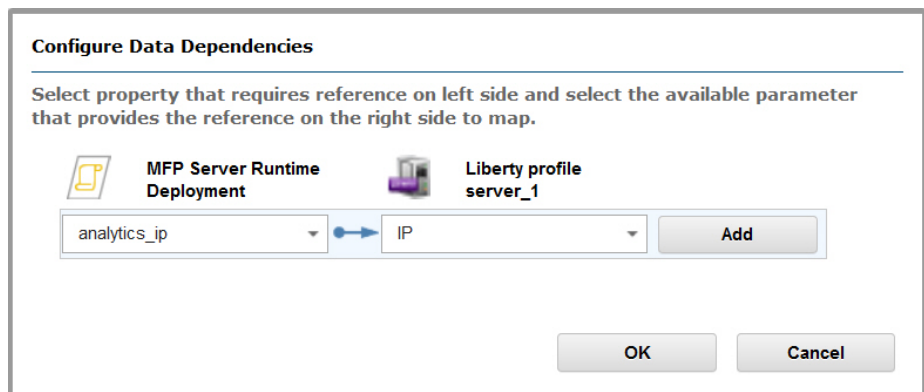 Configure Data Dependencies
Select property that requires reference on left side and select the available parameter
that provides the reference on the right side to map.
MFP Server Runtime
Deployment
Liberty profile
server_1
analytics_ip
IP
Add
OK
Cancel